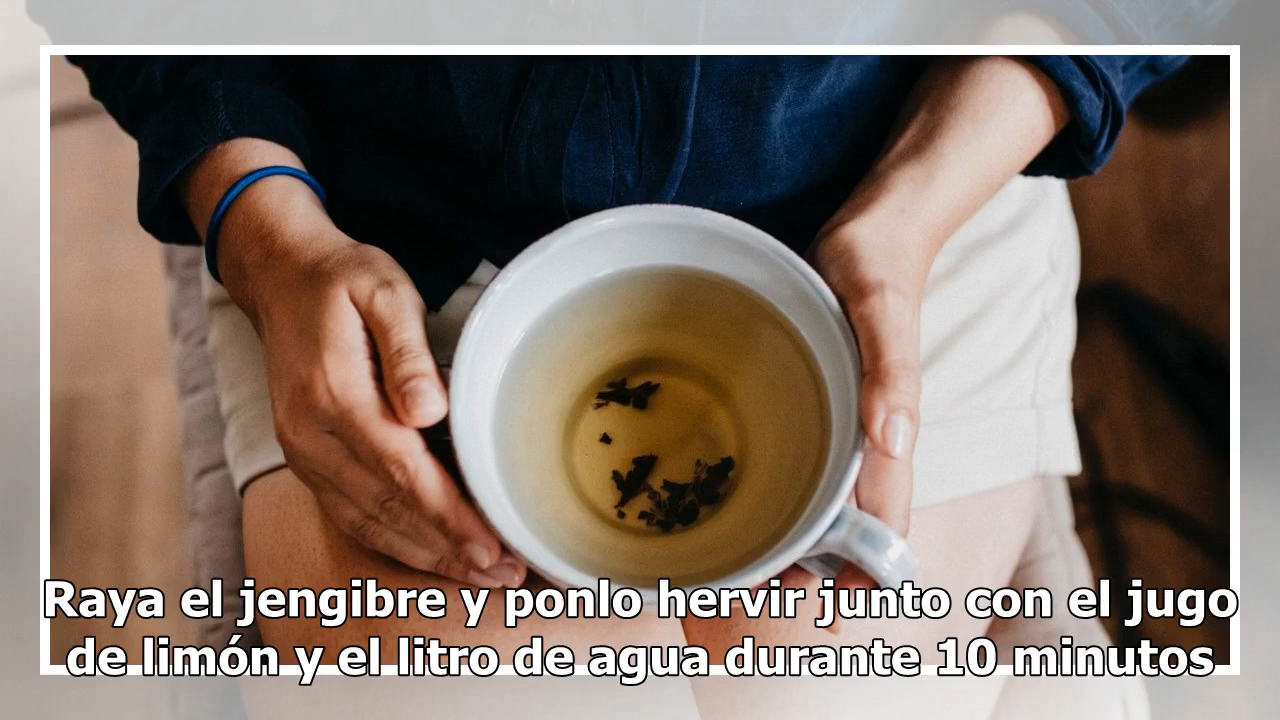 Raya el jengibre y ponlo hervir junto con el jugo
de limón y el litro de agua durante 10 minutos